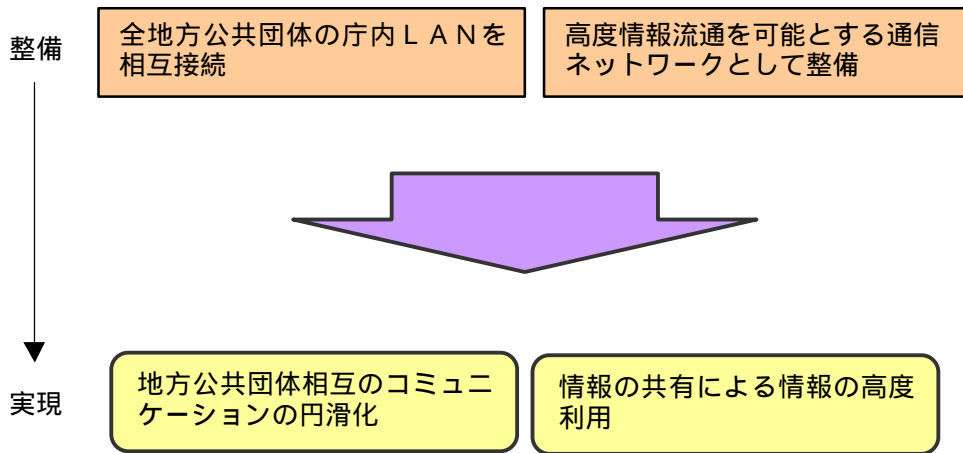 整備
全地方公共団体の庁内ＬＡＮを
相互接続
高度情報流通を可能とする通信
ネットワークとして整備
実現
地方公共団体相互のコミュニ
ケーションの円滑化
情報の共有による情報の高度
利用